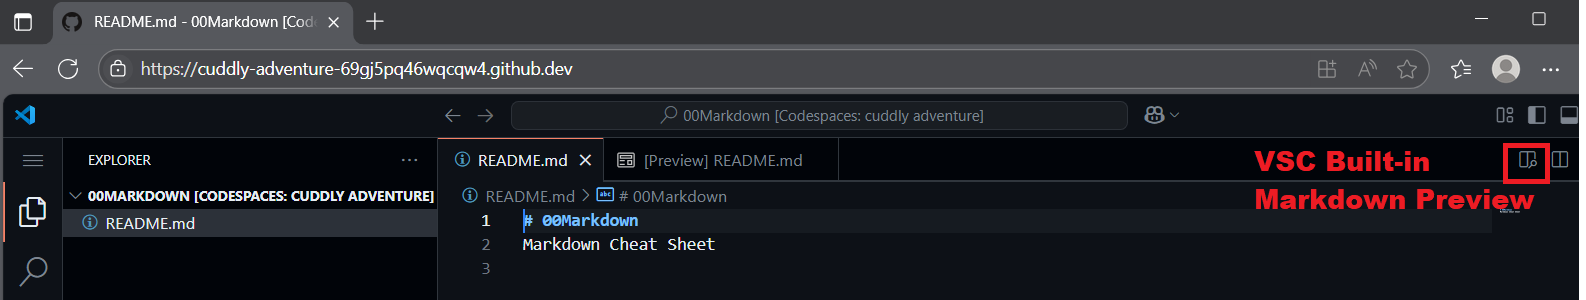 README.md - 00Markdown [Cod
https://cuddly-adventure-69gj5pq46wqcqw4.github.dev
00Markdown [Codespaces: cuddly adventure]
EXPLORER
README.md
[Preview] README.md
VSC Built-in
Markdown Preview
00MARKDOWN [CODESPACES: CUDDLY ADVENTURE]
README.md
README.md > # 00Markdown
1 # 00Markdown
2 Markdown Cheat Sheet
3